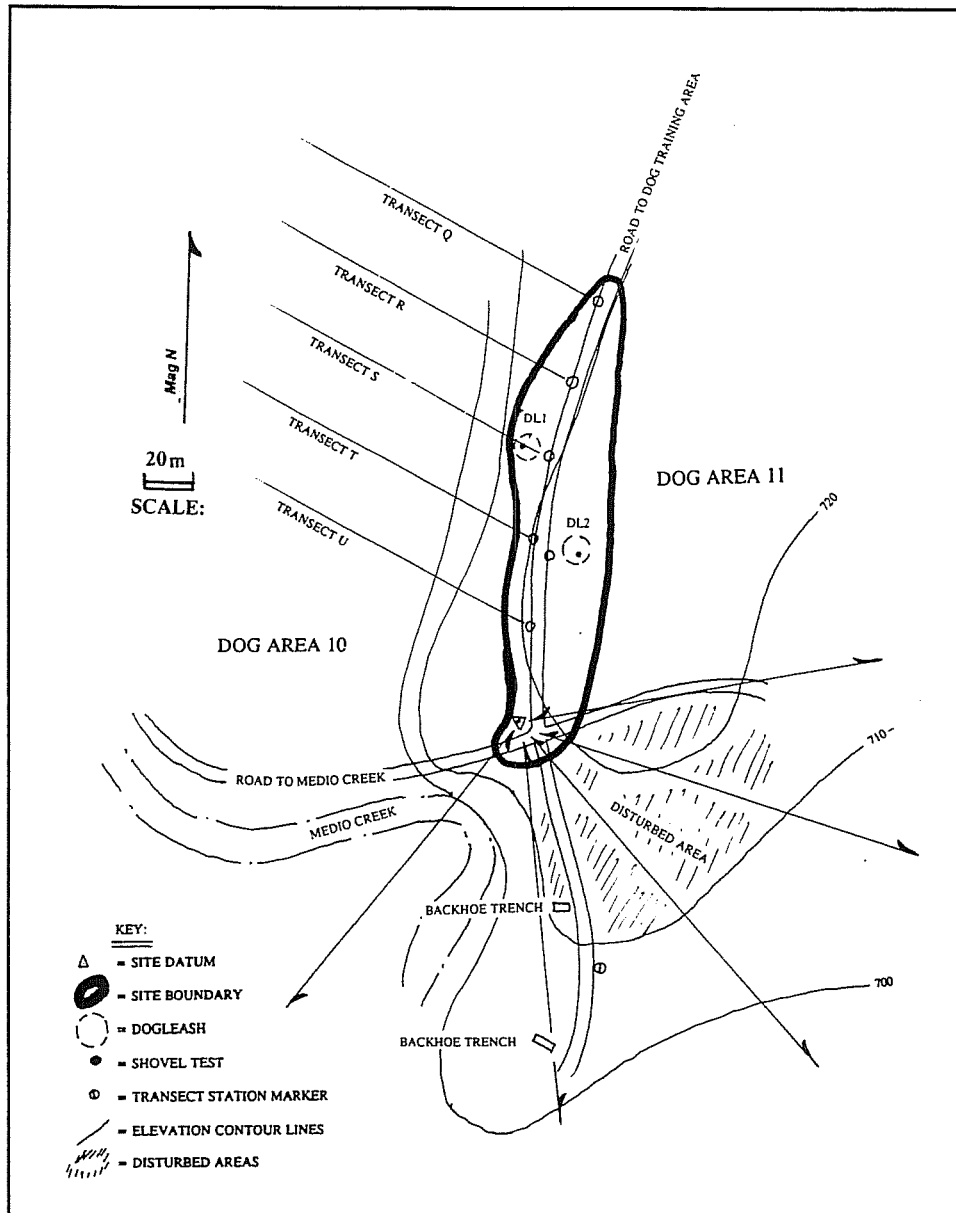 ROAD TO DOG TRAINING AREA
TRANSECT Q
TRANSECT R
TRANSECT S
TRANSECT T
TRANSECT U
Mag N
20 m
SCALE:
DL1
DL2
DOG AREA 11
DOG AREA 10
720
710
700
ROAD TO MEDIO CREEK
MEDIO CREEK
DISTURBED AREA
BACKHOE TRENCH
BACKHOE TRENCH
KEY:
= SITE DATUM
= SITE BOUNDARY
= DOGLEASH
= SHOVEL TEST
= TRANSECT STATION MARKER
= ELEVATION CONTOUR LINES
= DISTURBED AREAS